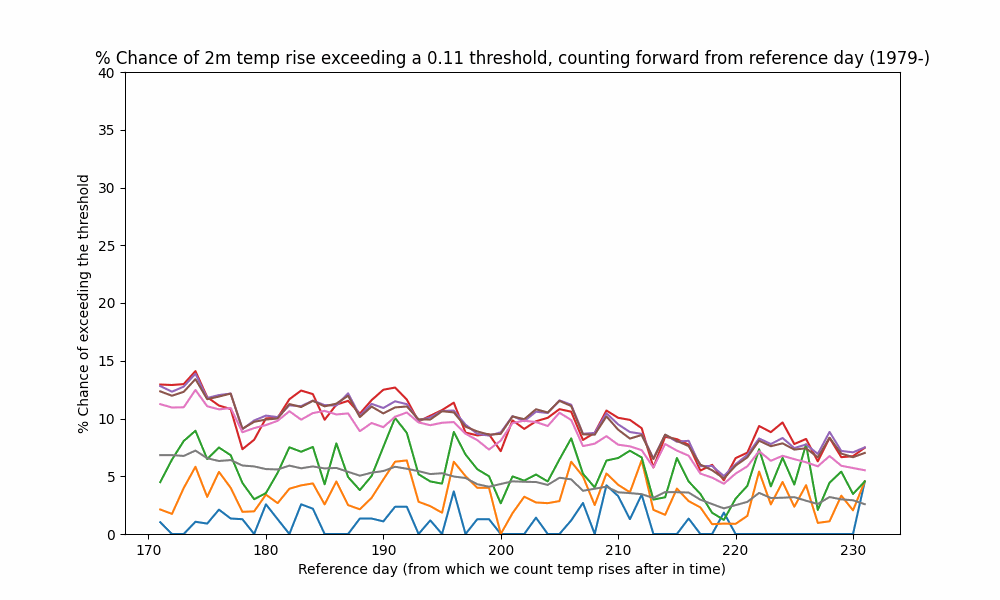 % Chance of 2m temp rise exceeding a 0.11 threshold, counting forward from reference day (1979-)
40
35
30
25
20
15
10
5
0
% Chance of exceeding the threshold
170 180 190 200 210 220 230
Reference day (from which we count temp rises after in time)